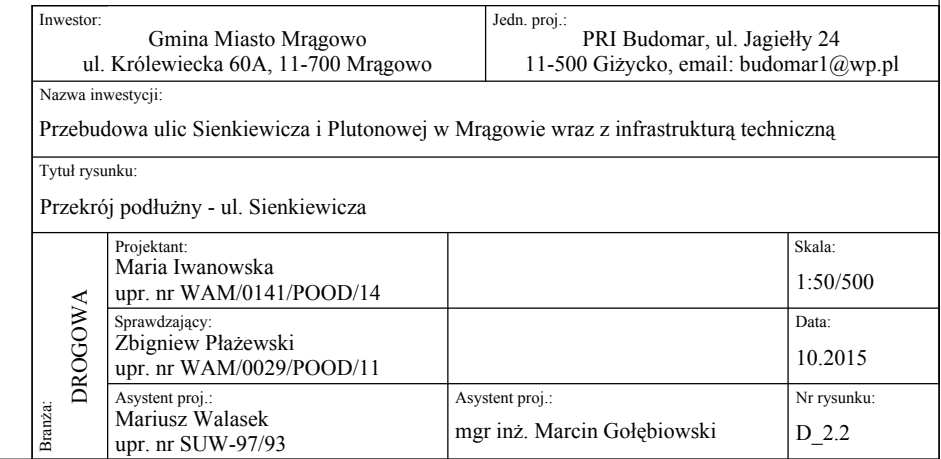 Inwestor:
Gmina Miasto Mrągowo
ul. Królewiecka 60A, 11-700 Mrągowo
Jedn. proj.:
PRI Budomar, ul. Jagiełły 24
11-500 Giżycko, email: budomar1@wp.pl
Nazwa inwestycji:
Przebudowa ulic Sienkiewicza i Plutonowej w Mrągowie wraz z infrastrukturą techniczną
Tytuł rysunku:
Przekrój podłużny - ul. Sienkiewicza
Branża:
DROGOWA
Projektant:
Maria Iwanowska
upr. nr WAM/0141/POOD/14
Skala:
1:50/500
Sprawdzający:
Zbigniew Płażewski
upr. nr WAM/0029/POOD/11
Data:
10.2015
Asystent proj.:
Mariusz Walasek
upr. nr SUW-97/93
Asystent proj.:
mgr inż. Marcin Gołębiowski
Nr rysunku:
D_2.2